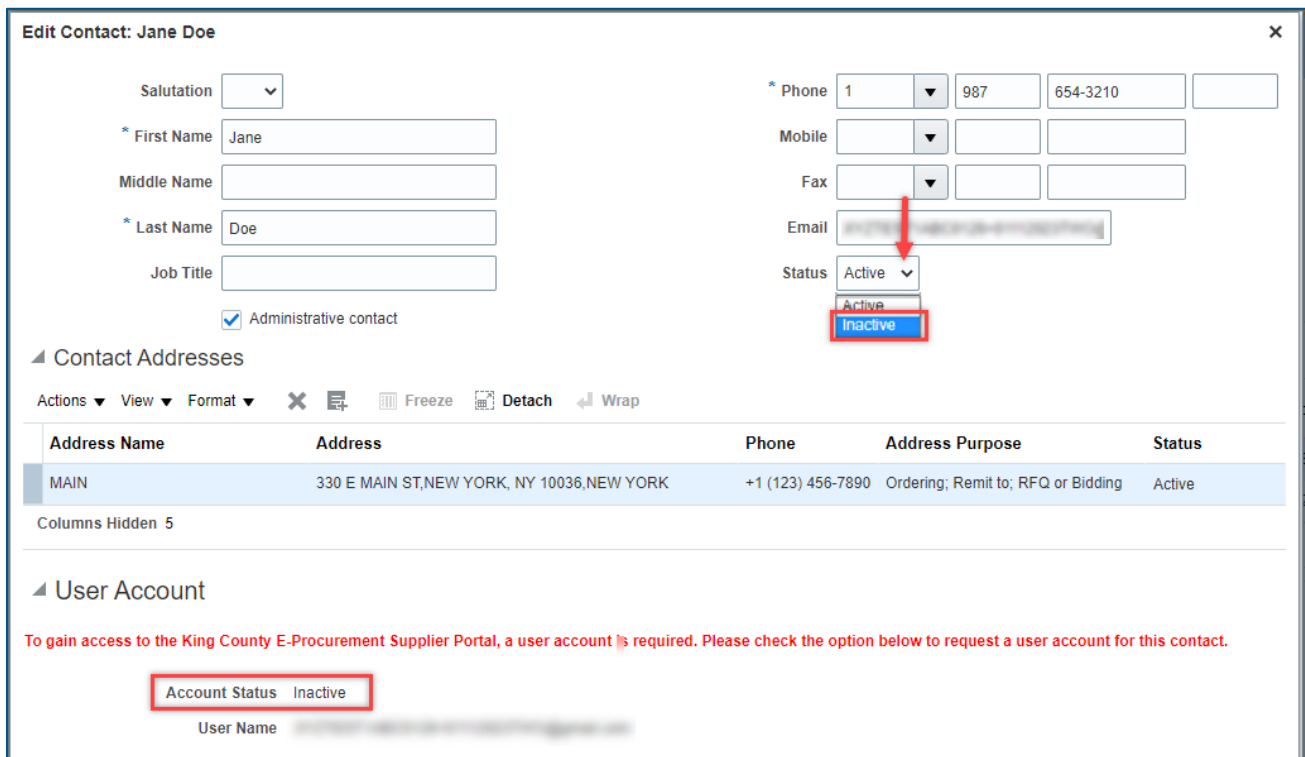 Edit Contact: Jane Doe
Salutation
* First Name Jane
Middle Name
* Last Name Doe
Job Title
Administrative contact
* Phone 1 987 654-3210
Mobile
Fax
Email
Status Active
Active
Inactive
Contact Addresses
Actions View Format Freeze Detach Wrap
Address Name Address Phone Address Purpose Status
MAIN 330 E MAIN ST,NEW YORK, NY 10036,NEW YORK +1 (123) 456-7890 Ordering; Remit to; RFQ or Bidding Active
Columns Hidden 5
User Account
To gain access to the King County E-Procurement Supplier Portal, a user account is required. Please check the option below to request a user account for this contact.
Account Status Inactive
User Name